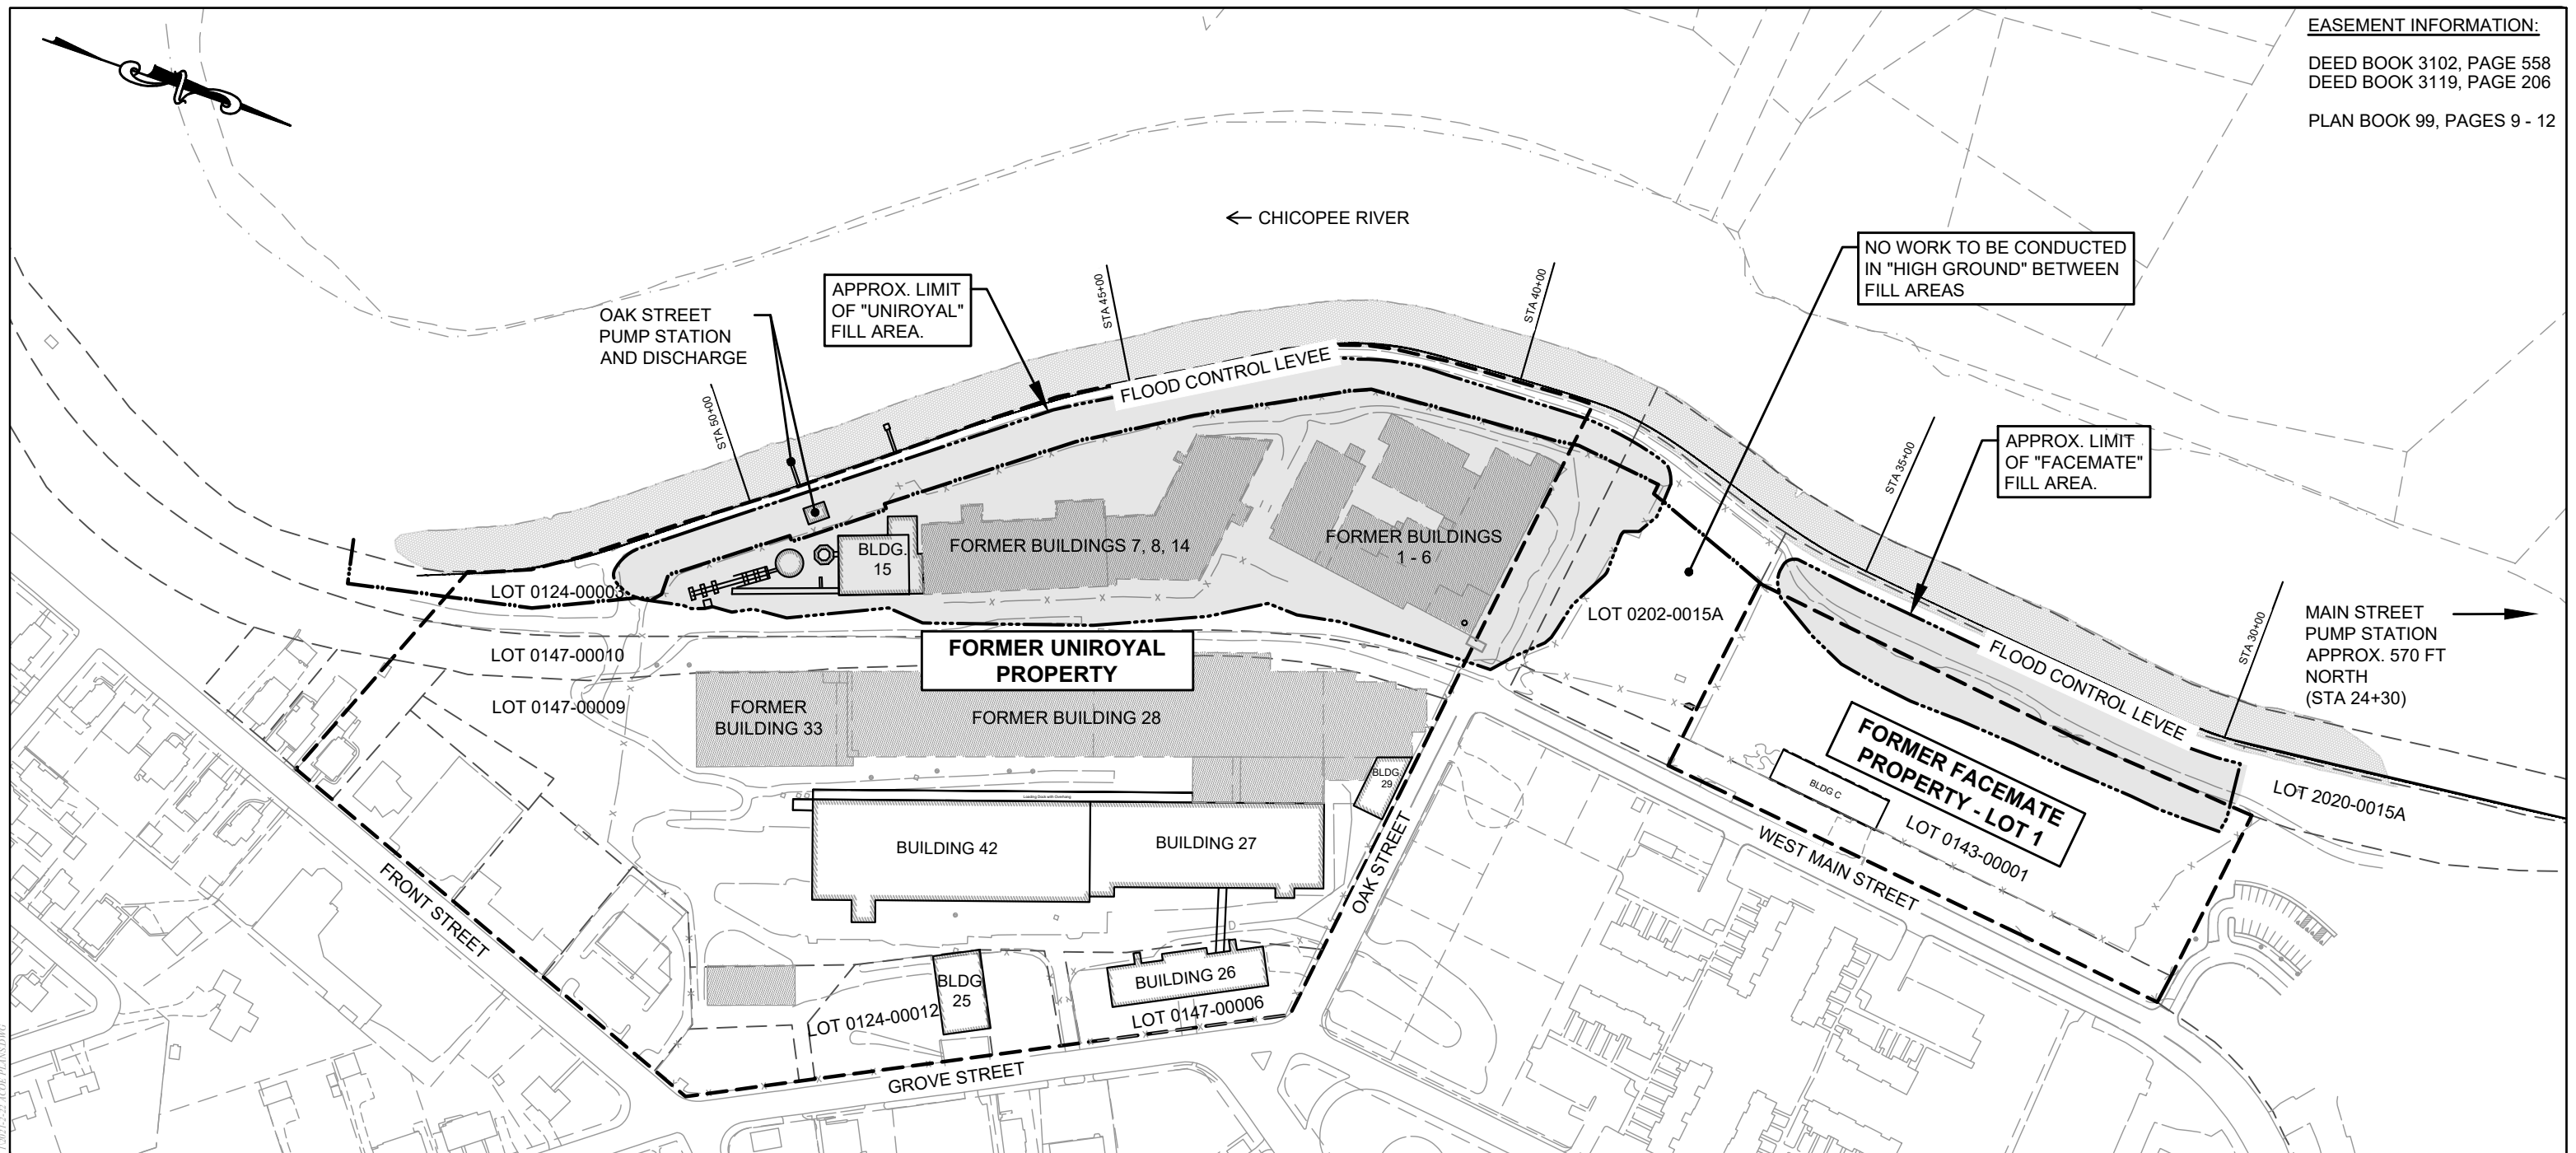 EASEMENT INFORMATION:
DEED BOOK 3102, PAGE 558
DEED BOOK 3119, PAGE 206
PLAN BOOK 99, PAGES 9 - 12
← CHICOPEE RIVER
NO WORK TO BE CONDUCTED
IN "HIGH GROUND" BETWEEN
FILL AREAS
APPROX. LIMIT
OF "UNIROYAL"
FILL AREA.
OAK STREET
PUMP STATION
AND DISCHARGE
STA 50+00
STA 45+00
STA 40+00
STA 35+00
STA 30+00
FLOOD CONTROL LEVEE
APPROX. LIMIT
OF "FACEMATE"
FILL AREA.
BLDG.
15
FORMER BUILDINGS 7, 8, 14
FORMER BUILDINGS
1 - 6
LOT 0124-00003
LOT 0202-0015A
MAIN STREET
PUMP STATION
APPROX. 570 FT
NORTH
(STA 24+30)
FLOOD CONTROL LEVEE
FORMER UNIROYAL
PROPERTY
LOT 0147-00010
LOT 0147-00009
FORMER
BUILDING 33
FORMER BUILDING 28
BLDG.
29
FORMER FACEMATE
PROPERTY - LOT 1
BLDG C
LOT 0143-00001
LOT 2020-0015A
Loading Dock with Overhang
BUILDING 42
BUILDING 27
WEST MAIN STREET
OAK STREET
FRONT STREET
BLDG
25
BUILDING 26
LOT 0124-00012
LOT 0147-00006
GROVE STREET